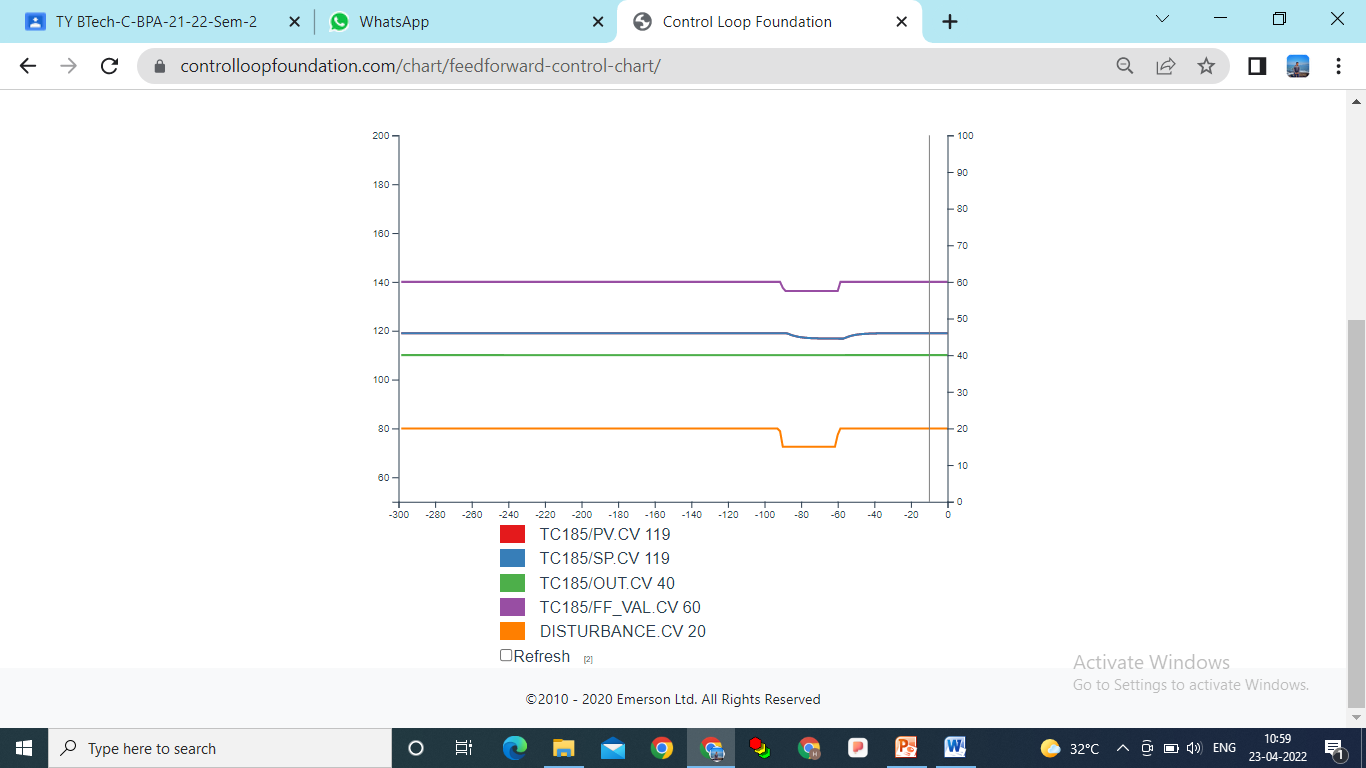 TY BTech-C-BPA-21-22-Sem-2
WhatsApp
Control Loop Foundation
controlloopfoundation.com/chart/feedforward-control-chart/
200
180
160
140
120
100
80
60
100
90
80
70
60
50
40
30
20
10
0
-300 -280 -260 -240 -220 -200 -180 -160 -140 -120 -100 -80 -60 -40 -20 0
TC185/PV.CV 119
TC185/SP.CV 119
TC185/OUT.CV 40
TC185/FF_VAL.CV 60
DISTURBANCE.CV 20
Refresh [2]
Activate Windows
Go to Settings to activate Windows.
©2010 - 2020 Emerson Ltd. All Rights Reserved
Type here to search
32°C
ENG
10:59
23-04-2022
1